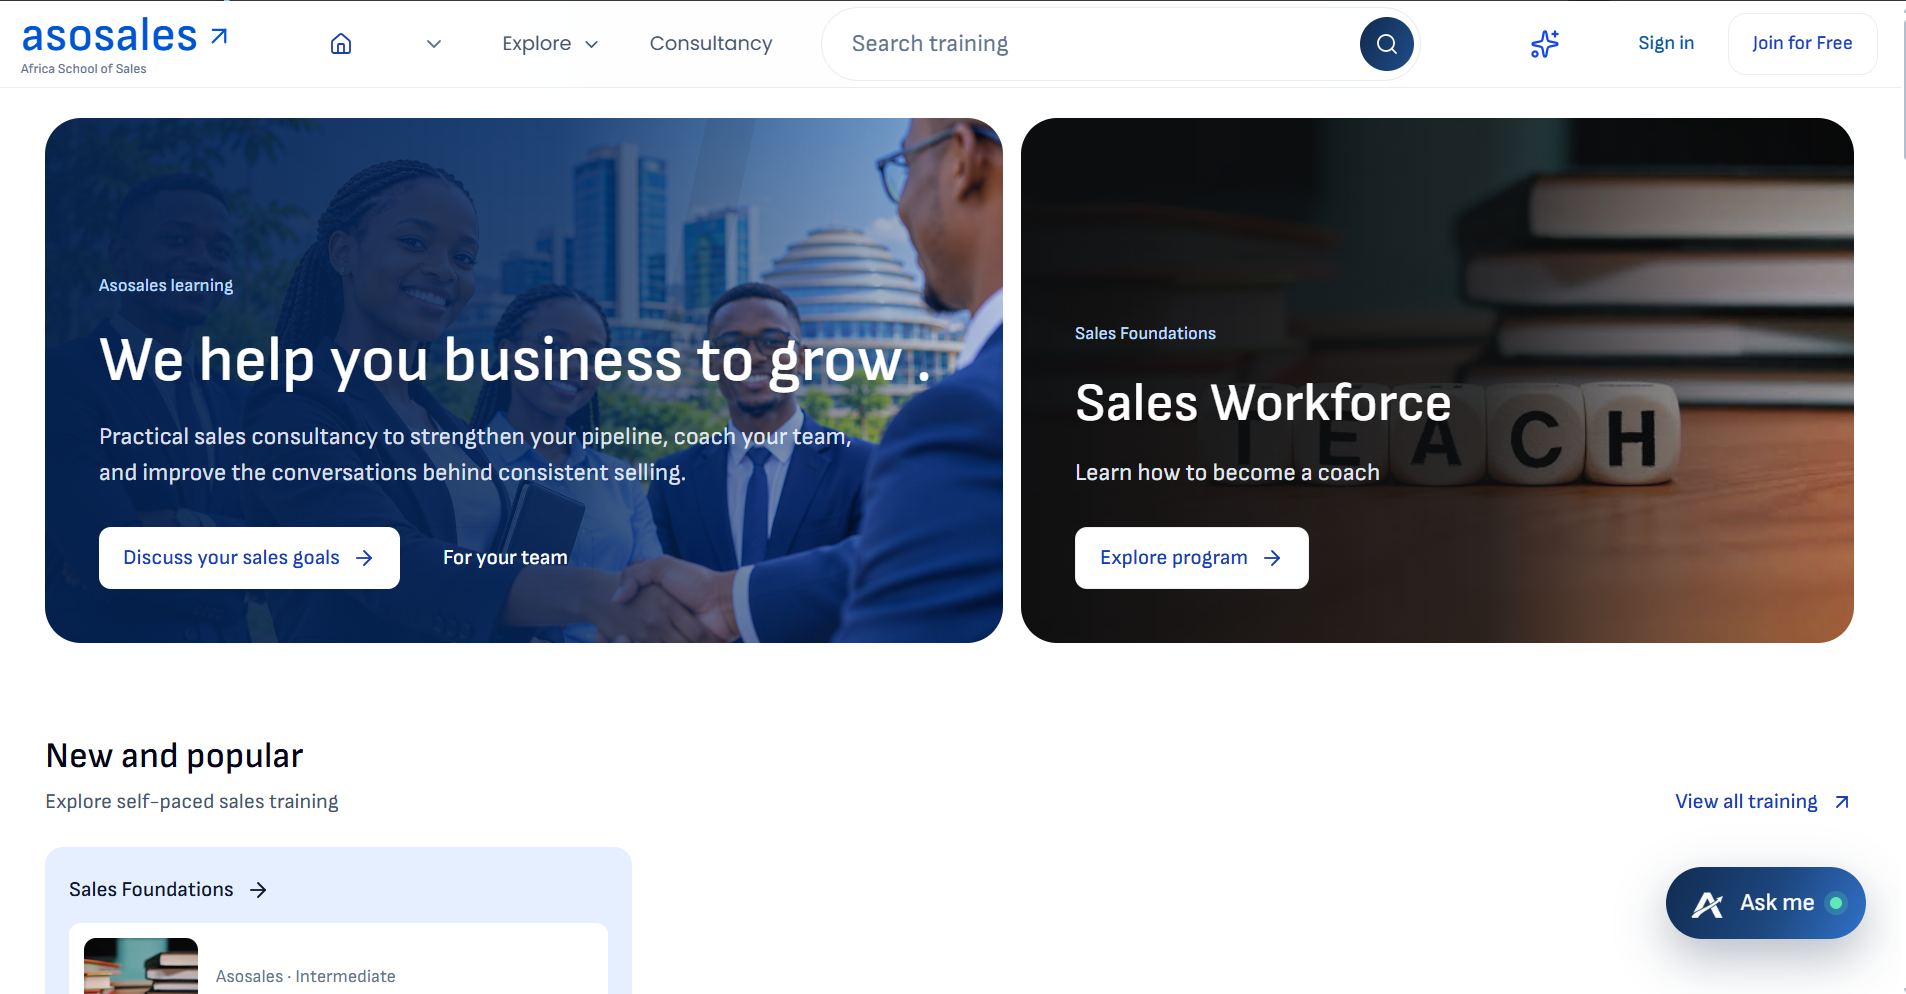 asosales
Africa School of Sales
Explore
Consultancy
Search training
Sign in
Join for Free
Asosales learning
We help you business to grow .
Practical sales consultancy to strengthen your pipeline, coach your team,
and improve the conversations behind consistent selling.
Discuss your sales goals
For your team
Sales Foundations
Sales Workforce
TEACH
Learn how to become a coach
Explore program
New and popular
Explore self-paced sales training
View all training
Sales Foundations
Asosales · Intermediate
Ask me